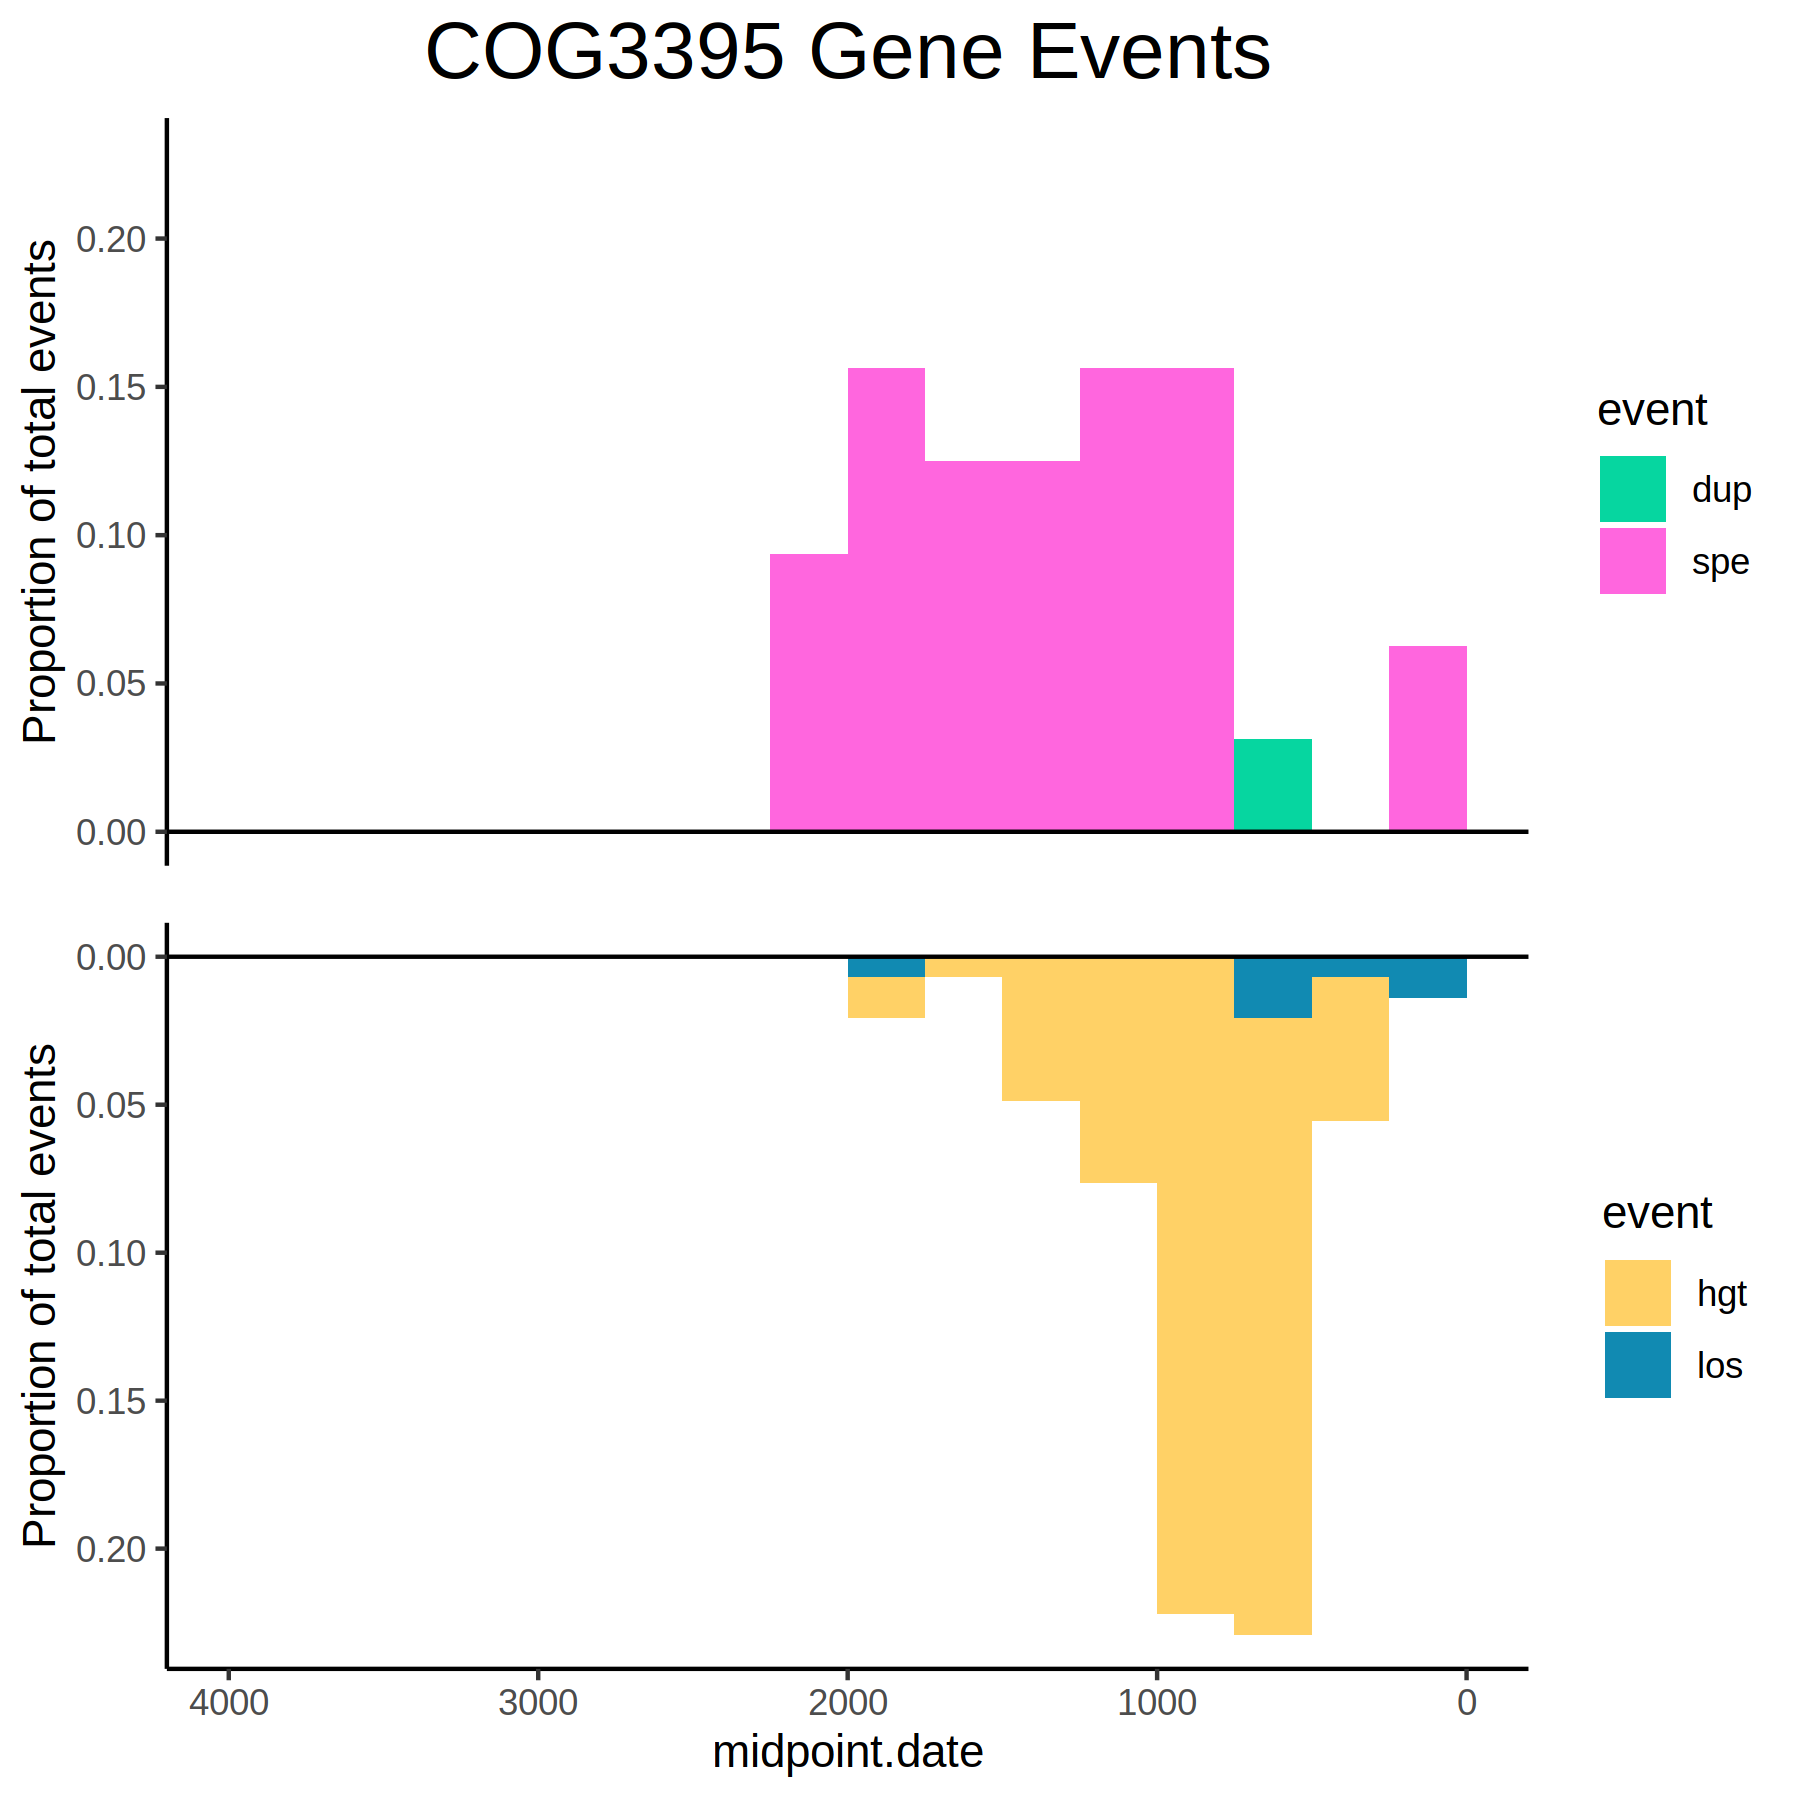 COG3395 Gene Events
Proportion of total events
0.20
0.15
0.10
0.05
0.00
event
dup
spe
Proportion of total events
0.00
0.05
0.10
0.15
0.20
event
hgt
los
4000 3000 2000 1000 0
midpoint.date